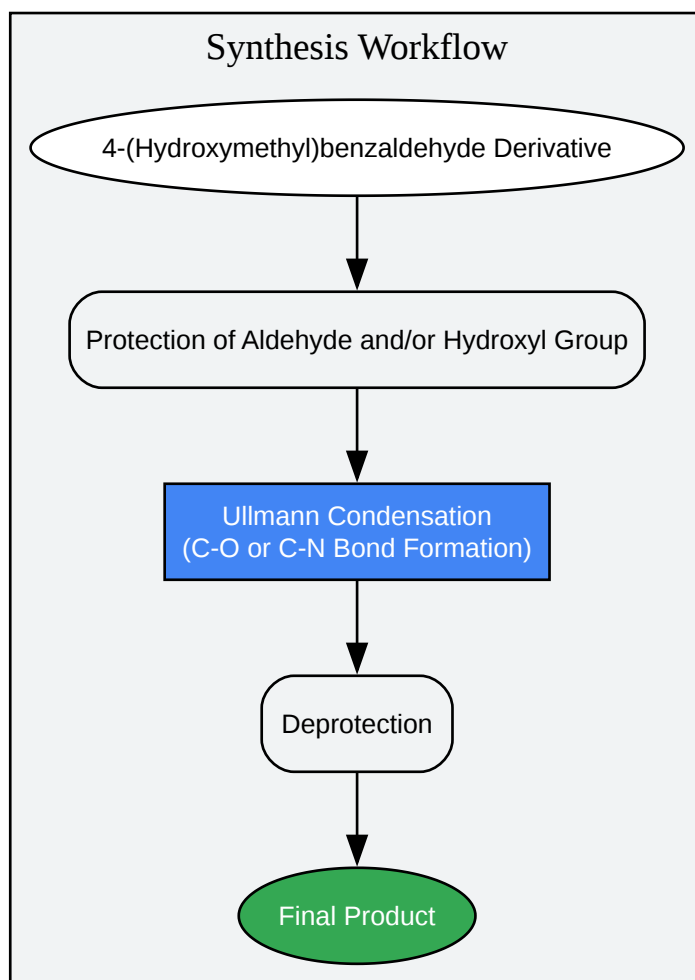 Synthesis Workflow
4-(Hydroxymethyl)benzaldehyde Derivative
Protection of Aldehyde and/or Hydroxyl Group
Ullmann Condensation
(C-O or C-N Bond Formation)
Deprotection
Final Product